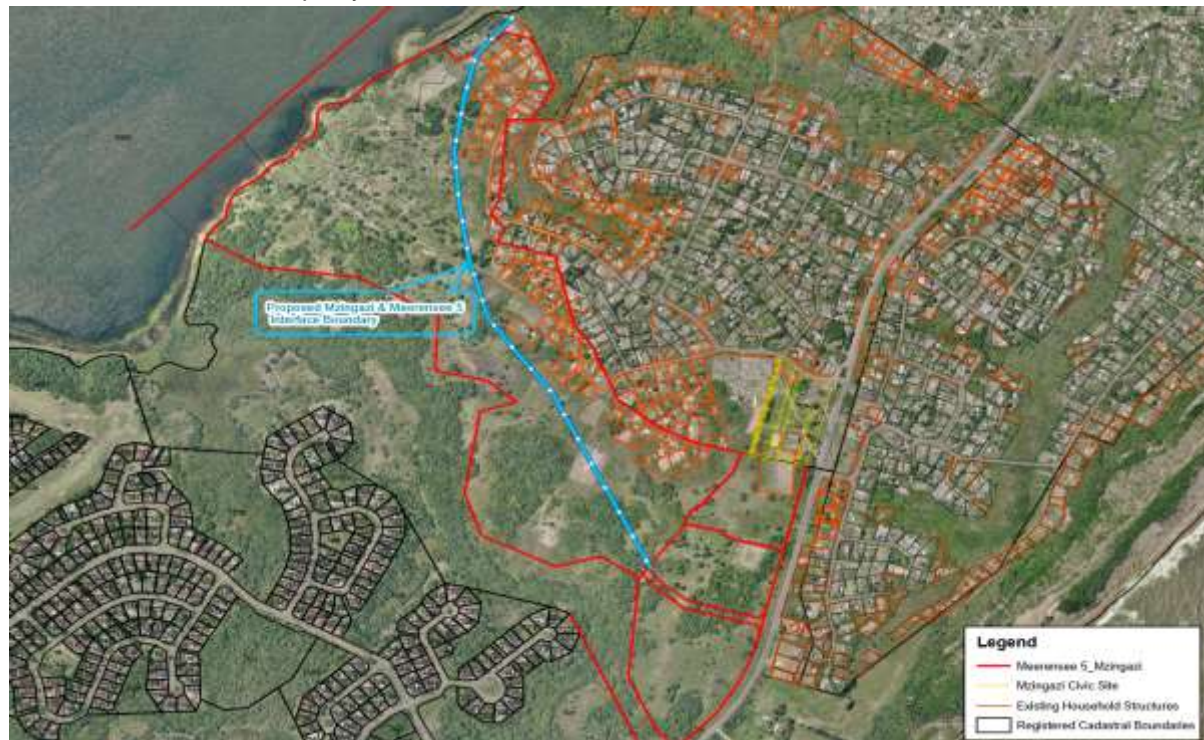 Proposed Mzingazi & Meerensee 5
Interface Boundary
Legend
Meerensee 5_Mzingazi
Mzingazi Civic Site
Existing Household Structures
Registered Cadastral Boundaries